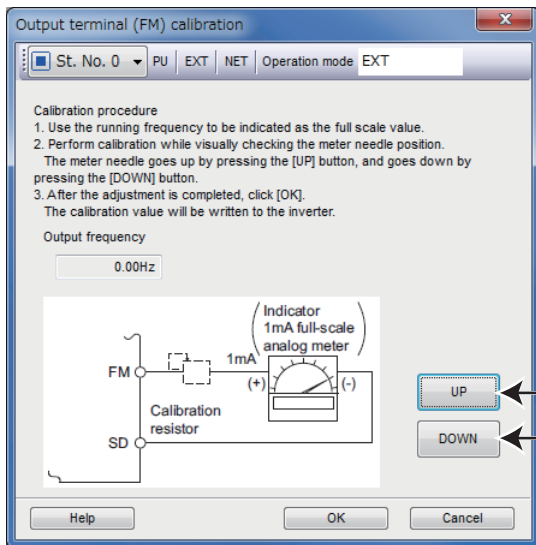 Output terminal (FM) calibration
x
St. No. 0 PU EXT NET Operation mode EXT
Calibration procedure
1. Use the running frequency to be indicated as the full scale value.
2. Perform calibration while visually checking the meter needle position.
The meter needle goes up by pressing the [UP] button, and goes down by
pressing the [DOWN] button.
3. After the adjustment is completed, click [OK].
The calibration value will be written to the inverter.
Output frequency
0.00Hz
Indicator
1mA full-scale
analog meter
1mA
FM
(+)
(-)
Calibration
resistor
SD
UP
DOWN
Help
OK
Cancel